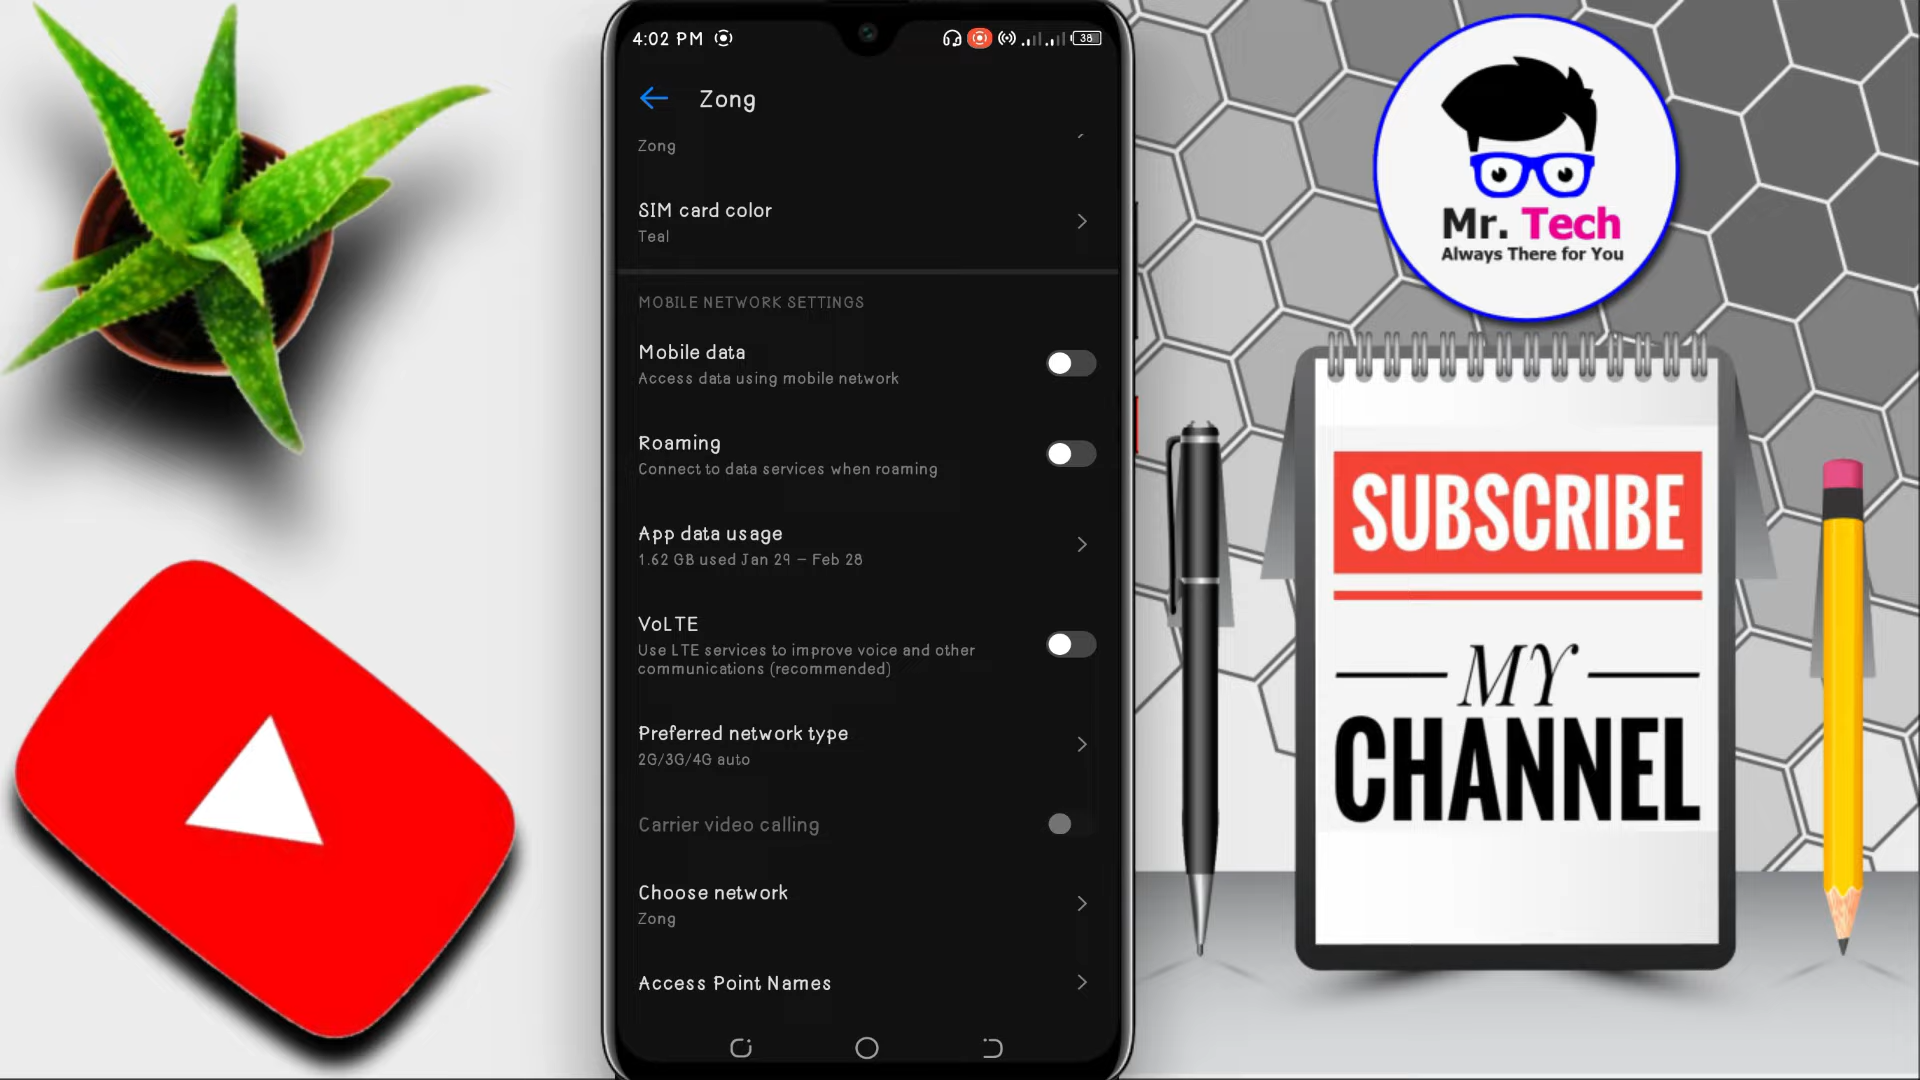 4:02 PM
38
Zong
Zong
SIM card color
Teal
MOBILE NETWORK SETTINGS
Mobile data
Access data using mobile network
Roaming
Connect to data services when roaming
App data usage
1.62 GB used Jan 29 – Feb 28
VoLTE
Use LTE services to improve voice and other
communications (recommended)
Preferred network type
2G/3G/4G auto
Carrier video calling
Choose network
Zong
Access Point Names
Mr. Tech
Always There for You
SUBSCRIBE
MY
CHANNEL